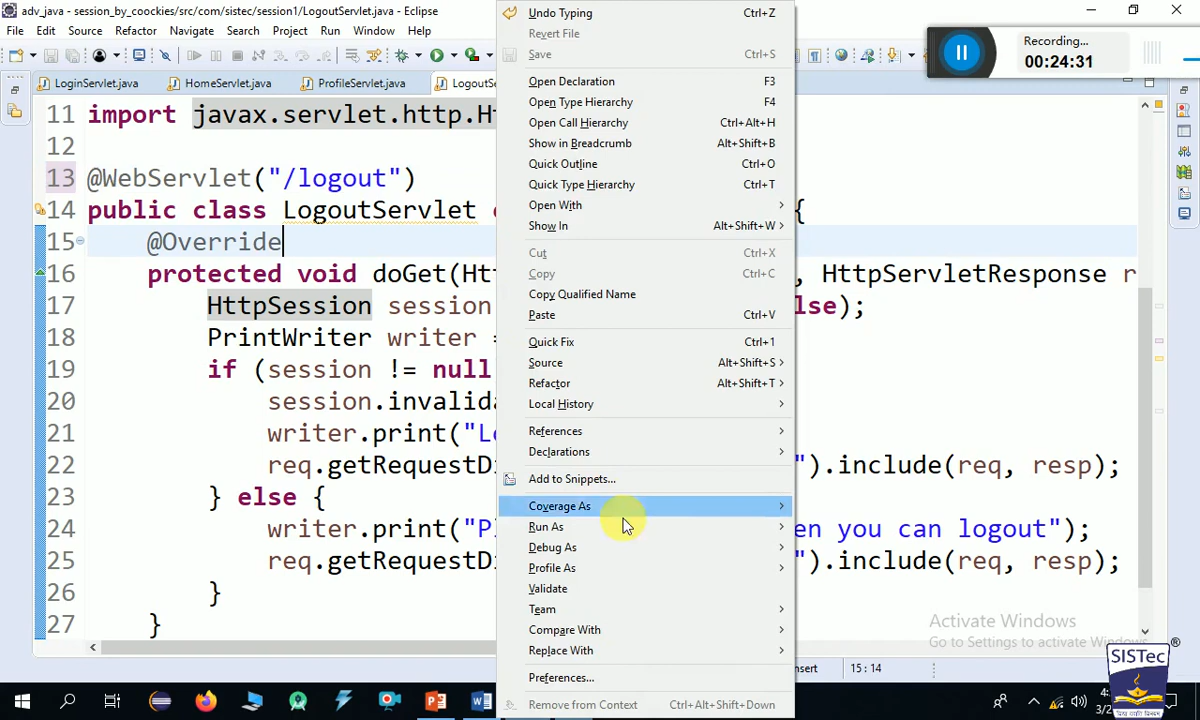 adv_java - session_by_coockies/src/com/sistec/session1/LogoutServlet.java - Eclipse
File Edit Source Refactor Navigate Search Project Run Window Help
Recording...
00:24:31
LoginServlet.java HomeServlet.java ProfileServlet.java Logout
11 import javax.servlet.http.Ht
12
13 @WebServlet("/logout")
14 public class LogoutServlet {
15 @Override
16 protected void doGet(Ht , HttpServletResponse r
17 HttpSession session lse);
18 PrintWriter writer =
19 if (session != null
20 session.invalida
21 writer.print("Lo
22 req.getRequestDi ").include(req, resp);
23 } else {
24 writer.print("Pl en you can logout");
25 req.getRequestDi ").include(req, resp);
26 }
27 }
Undo Typing Ctrl+Z
Revert File
Save Ctrl+S
Open Declaration F3
Open Type Hierarchy F4
Open Call Hierarchy Ctrl+Alt+H
Show in Breadcrumb Alt+Shift+B
Quick Outline Ctrl+O
Quick Type Hierarchy Ctrl+T
Open With
Show In Alt+Shift+W
Cut Ctrl+X
Copy Ctrl+C
Copy Qualified Name
Paste Ctrl+V
Quick Fix Ctrl+1
Source Alt+Shift+S
Refactor Alt+Shift+T
Local History
References
Declarations
Add to Snippets...
Coverage As
Run As
Debug As
Profile As
Validate
Team
Compare With
Replace With
Preferences...
Remove from Context Ctrl+Alt+Shift+Down
Activate Windows
Go to Settings to activate Windows.
15 : 14
SISTec